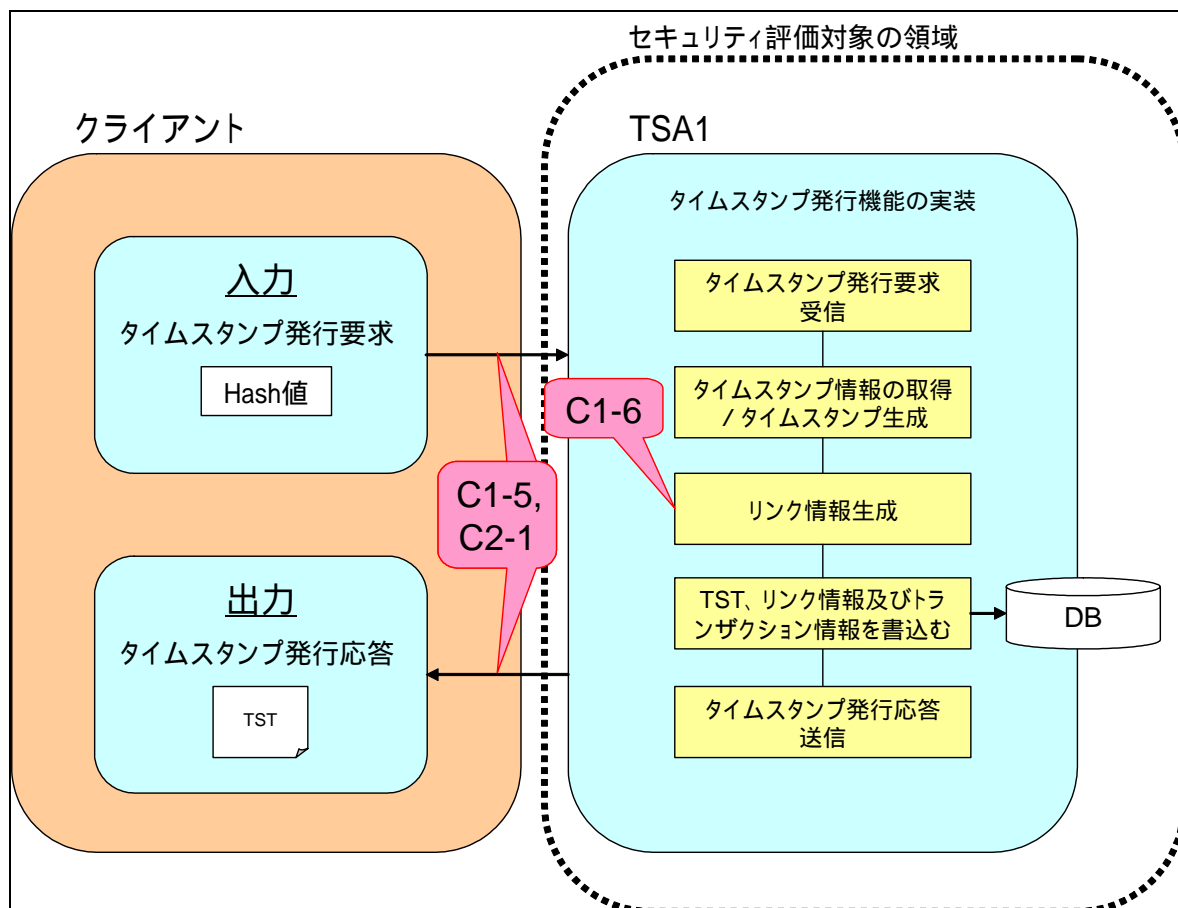 セキュリティ評価対象の領域
クライアント
TSA1
タイムスタンプ発行機能の実装
入力
タイムスタンプ発行要求
Hash値
タイムスタンプ発行要求
受信
C1-6
タイムスタンプ情報の取得
/ タイムスタンプ生成
C1-5,
C2-1
リンク情報生成
出力
タイムスタンプ発行応答
TST
TST、リンク情報及びトラ
ンザクション情報を書込む
DB
タイムスタンプ発行応答
送信